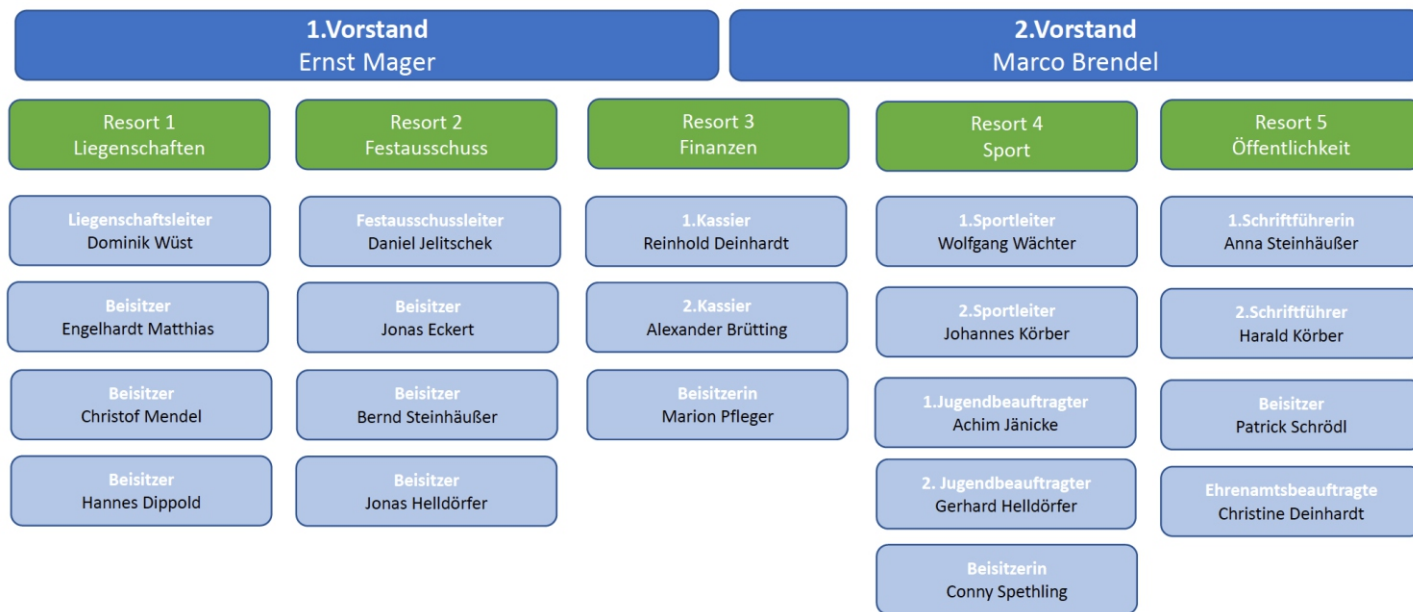 1.Vorstand
Ernst Mager
2.Vorstand
Marco Brendel
Resort 1
Liegenschaften
Resort 2
Festausschuss
Resort 3
Finanzen
Resort 4
Sport
Resort 5
Öffentlichkeit
Liegenschaftsleiter
Dominik Wüst
Beisitzer
Engelhardt Matthias
Beisitzer
Christof Mendel
Beisitzer
Hannes Dippold
Festausschussleiter
Daniel Jelitschek
Beisitzer
Jonas Eckert
Beisitzer
Bernd Steinhäußer
Beisitzer
Jonas Helldörfer
1.Kassier
Reinhold Deinhardt
2.Kassier
Alexander Brütting
Beisitzerin
Marion Pfleger
1.Sportleiter
Wolfgang Wächter
2.Sportleiter
Johannes Körber
1.Jugendbeauftragter
Achim Jänicke
2. Jugendbeauftragter
Gerhard Helldörfer
Beisitzerin
Conny Spethling
1.Schriftführerin
Anna Steinhäußer
2.Schriftführer
Harald Körber
Beisitzer
Patrick Schrödl
Ehrenamtsbeauftragte
Christine Deinhardt